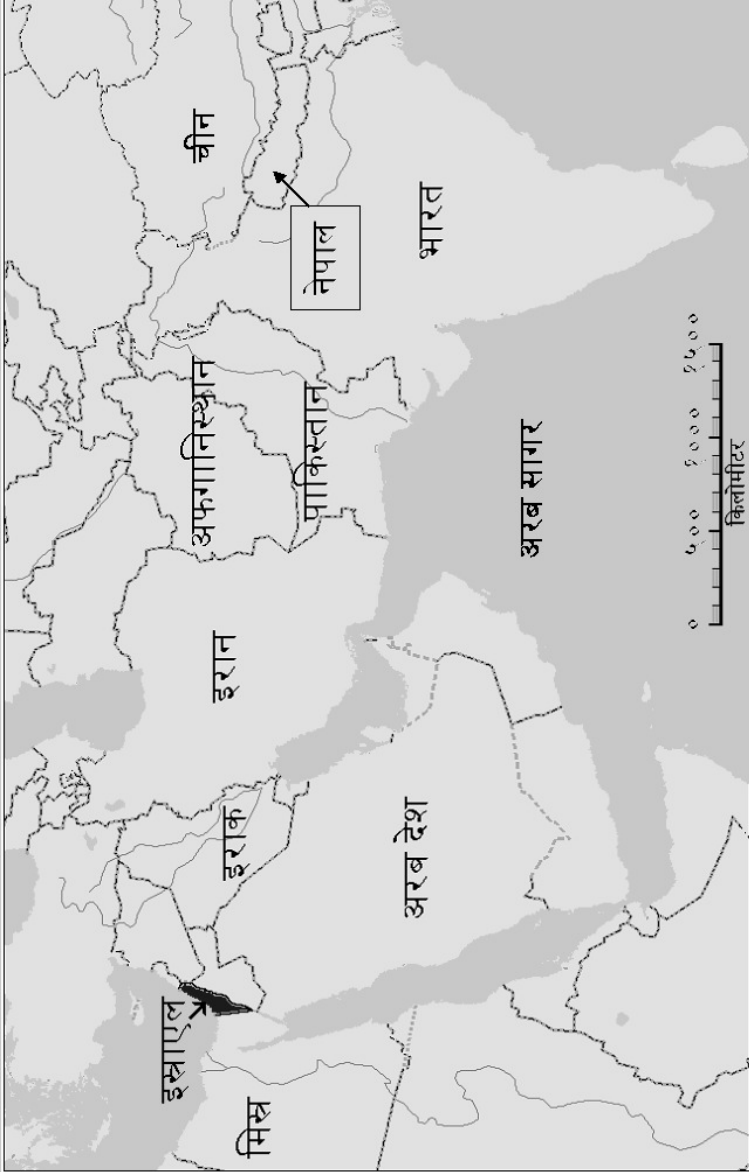 इस्राएल
चीन
अफगानिस्थान
इरान
इराक
मिस्र
पाकिस्तान
नेपाल
अरब देश
भारत
अरब सागर
० ५०० १००० १५००
किलोमीटर